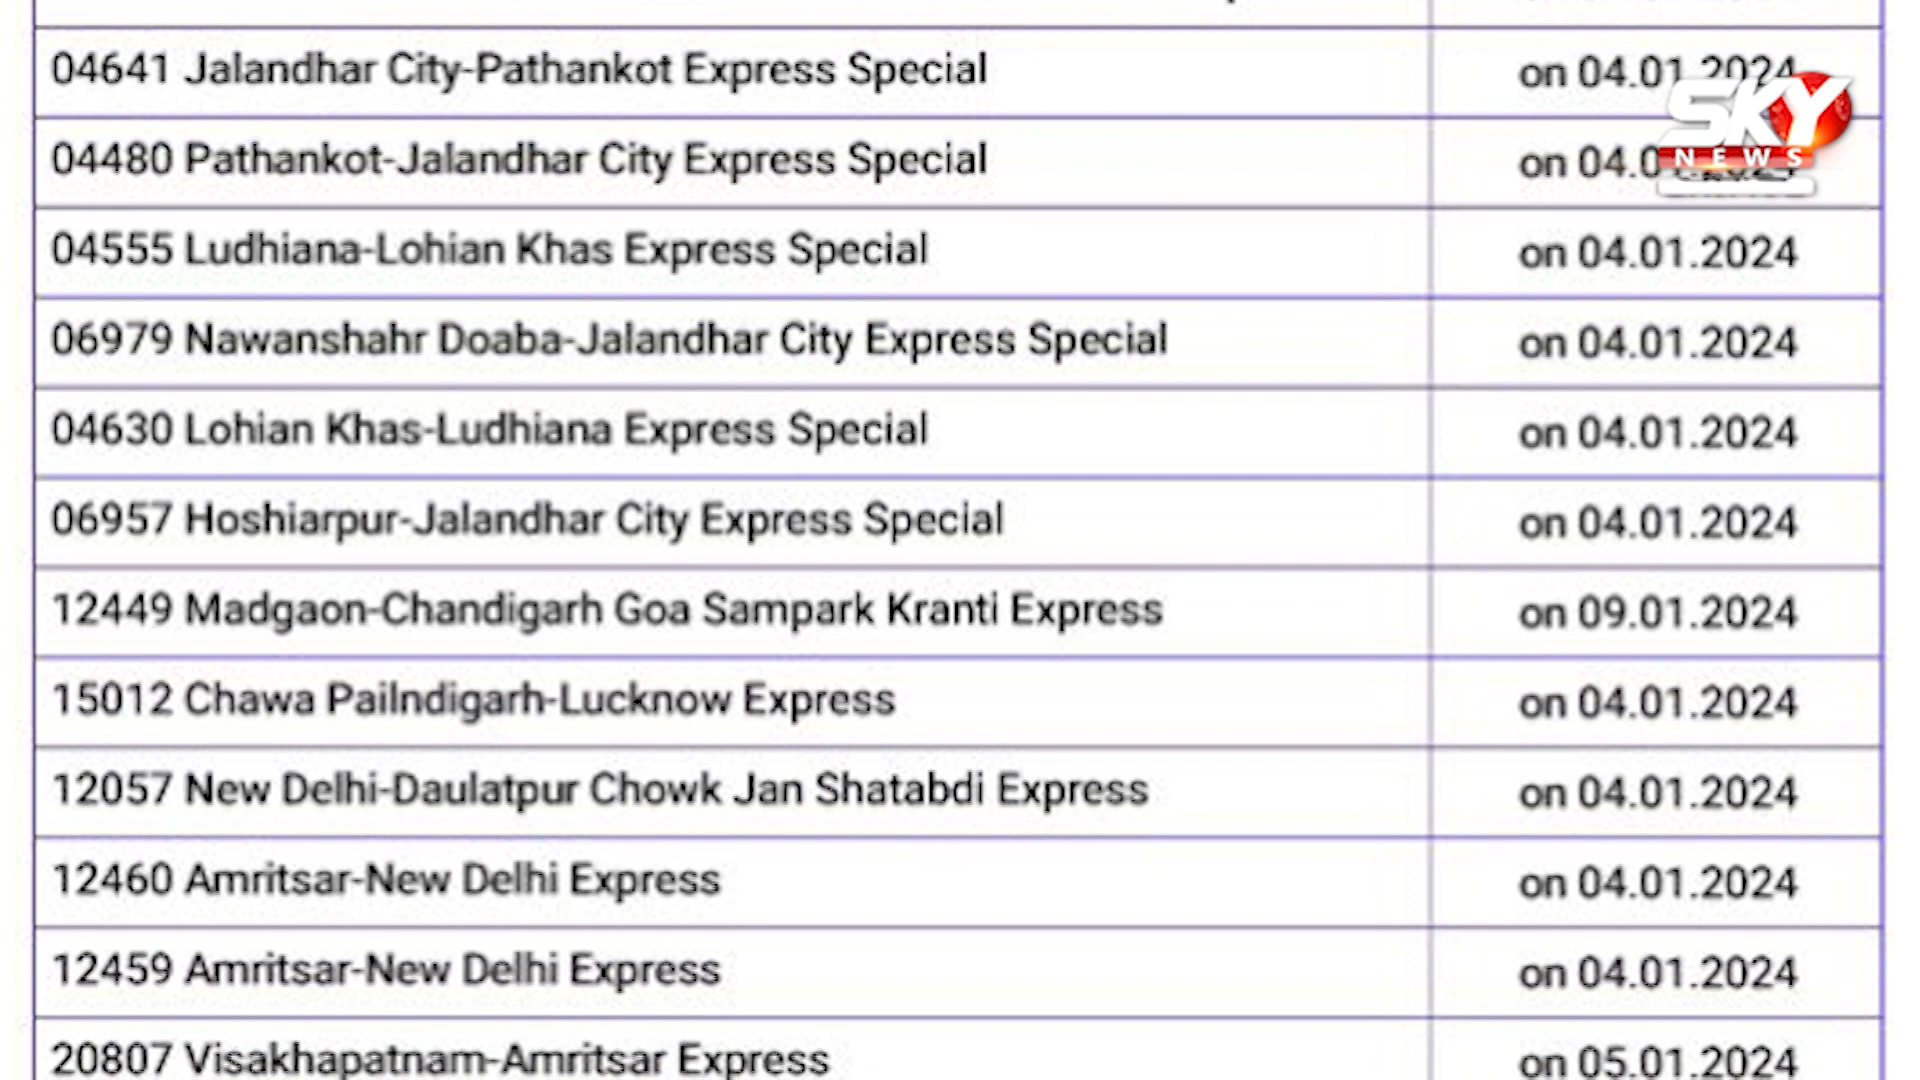 04641 Jalandhar City-Pathankot Express Special on 04.01.2024
04480 Pathankot-Jalandhar City Express Special on
04555 Ludhiana-Lohian Khas Express Special on 04.01.2024
06979 Nawanshahr Doaba-Jalandhar City Express Special on 04.01.2024
04630 Lohian Khas-Ludhiana Express Special on 04.01.2024
06957 Hoshiarpur-Jalandhar City Express Special on 04.01.2024
12449 Madgaon-Chandigarh Goa Sampark Kranti Express on 09.01.2024
15012 Chawa Pailndigarh-Lucknow Express on 04.01.2024
12057 New Delhi-Daulatpur Chowk Jan Shatabdi Express on 04.01.2024
12460 Amritsar-New Delhi Express on 04.01.2024
12459 Amritsar-New Delhi Express on 04.01.2024
20807 Visakhapatnam-Amritsar Express on 05.01.2024
SKY
NEWS